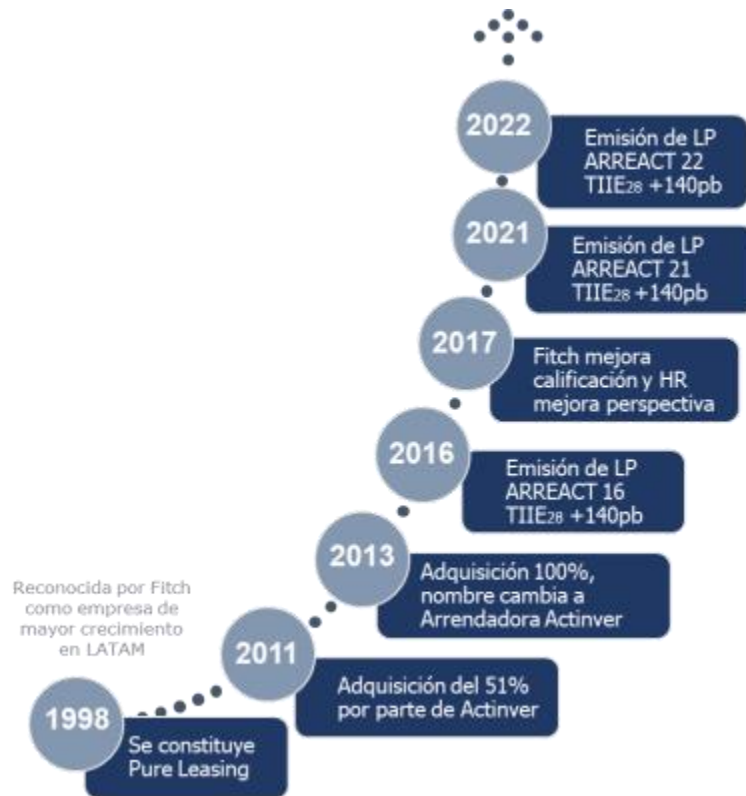 2022
Emisión de LP
ARREACT 22
TIIE28 +140pb
2021
Emisión de LP
ARREACT 21
TIIE28 +140pb
2017
Fitch mejora
calificación y HR
mejora perspectiva
2016
Emisión de LP
ARREACT 16
TIIE28 +140pb
2013
Adquisición 100%,
nombre cambia a
Arrendadora Actinver
Reconocida por Fitch
como empresa de
mayor crecimiento
en LATAM
2011
Adquisición del 51%
por parte de Actinver
1998
Se constituye
Pure Leasing